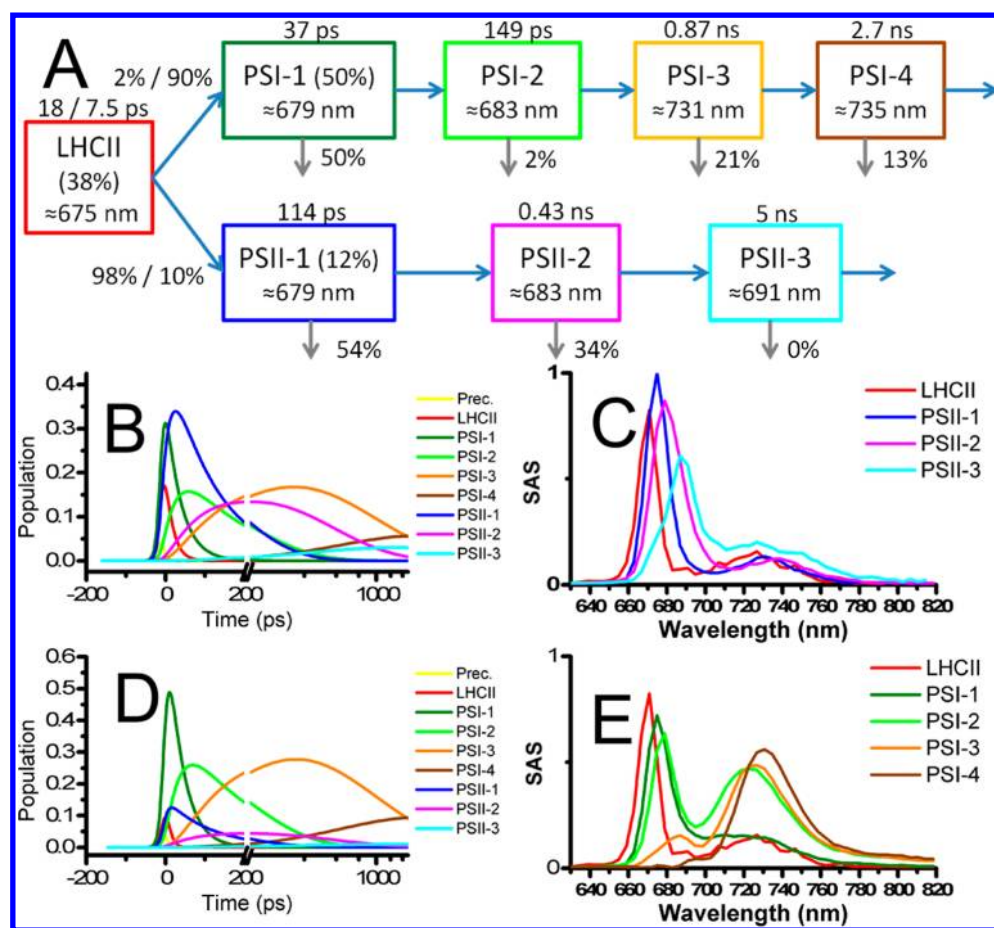 A
37 ps
149 ps
0.87 ns
2.7 ns
2% / 90%
PSI-1 (50%)
≈679 nm
PSI-2
≈683 nm
PSI-3
≈731 nm
PSI-4
≈735 nm
18 / 7.5 ps
LHCII
(38%)
≈675 nm
50%
2%
21%
13%
114 ps
0.43 ns
5 ns
98% / 10%
PSII-1 (12%)
≈679 nm
PSII-2
≈683 nm
PSII-3
≈691 nm
54%
34%
0%
B
Population
0.4
0.3
0.2
0.1
0.0
-200
0
200
1000
Time (ps)
Prec.
LHCII
PSI-1
PSI-2
PSI-3
PSI-4
PSII-1
PSII-2
PSII-3
C
SAS
1
0
640 660 680 700 720 740 760 780 800 820
Wavelength (nm)
LHCII
PSII-1
PSII-2
PSII-3
D
Population
0.6
0.5
0.4
0.3
0.2
0.1
0.0
-200
0
200
1000
Time (ps)
Prec.
LHCII
PSI-1
PSI-2
PSI-3
PSI-4
PSII-1
PSII-2
PSII-3
E
SAS
1
0
640 660 680 700 720 740 760 780 800 820
Wavelength (nm)
LHCII
PSI-1
PSI-2
PSI-3
PSI-4